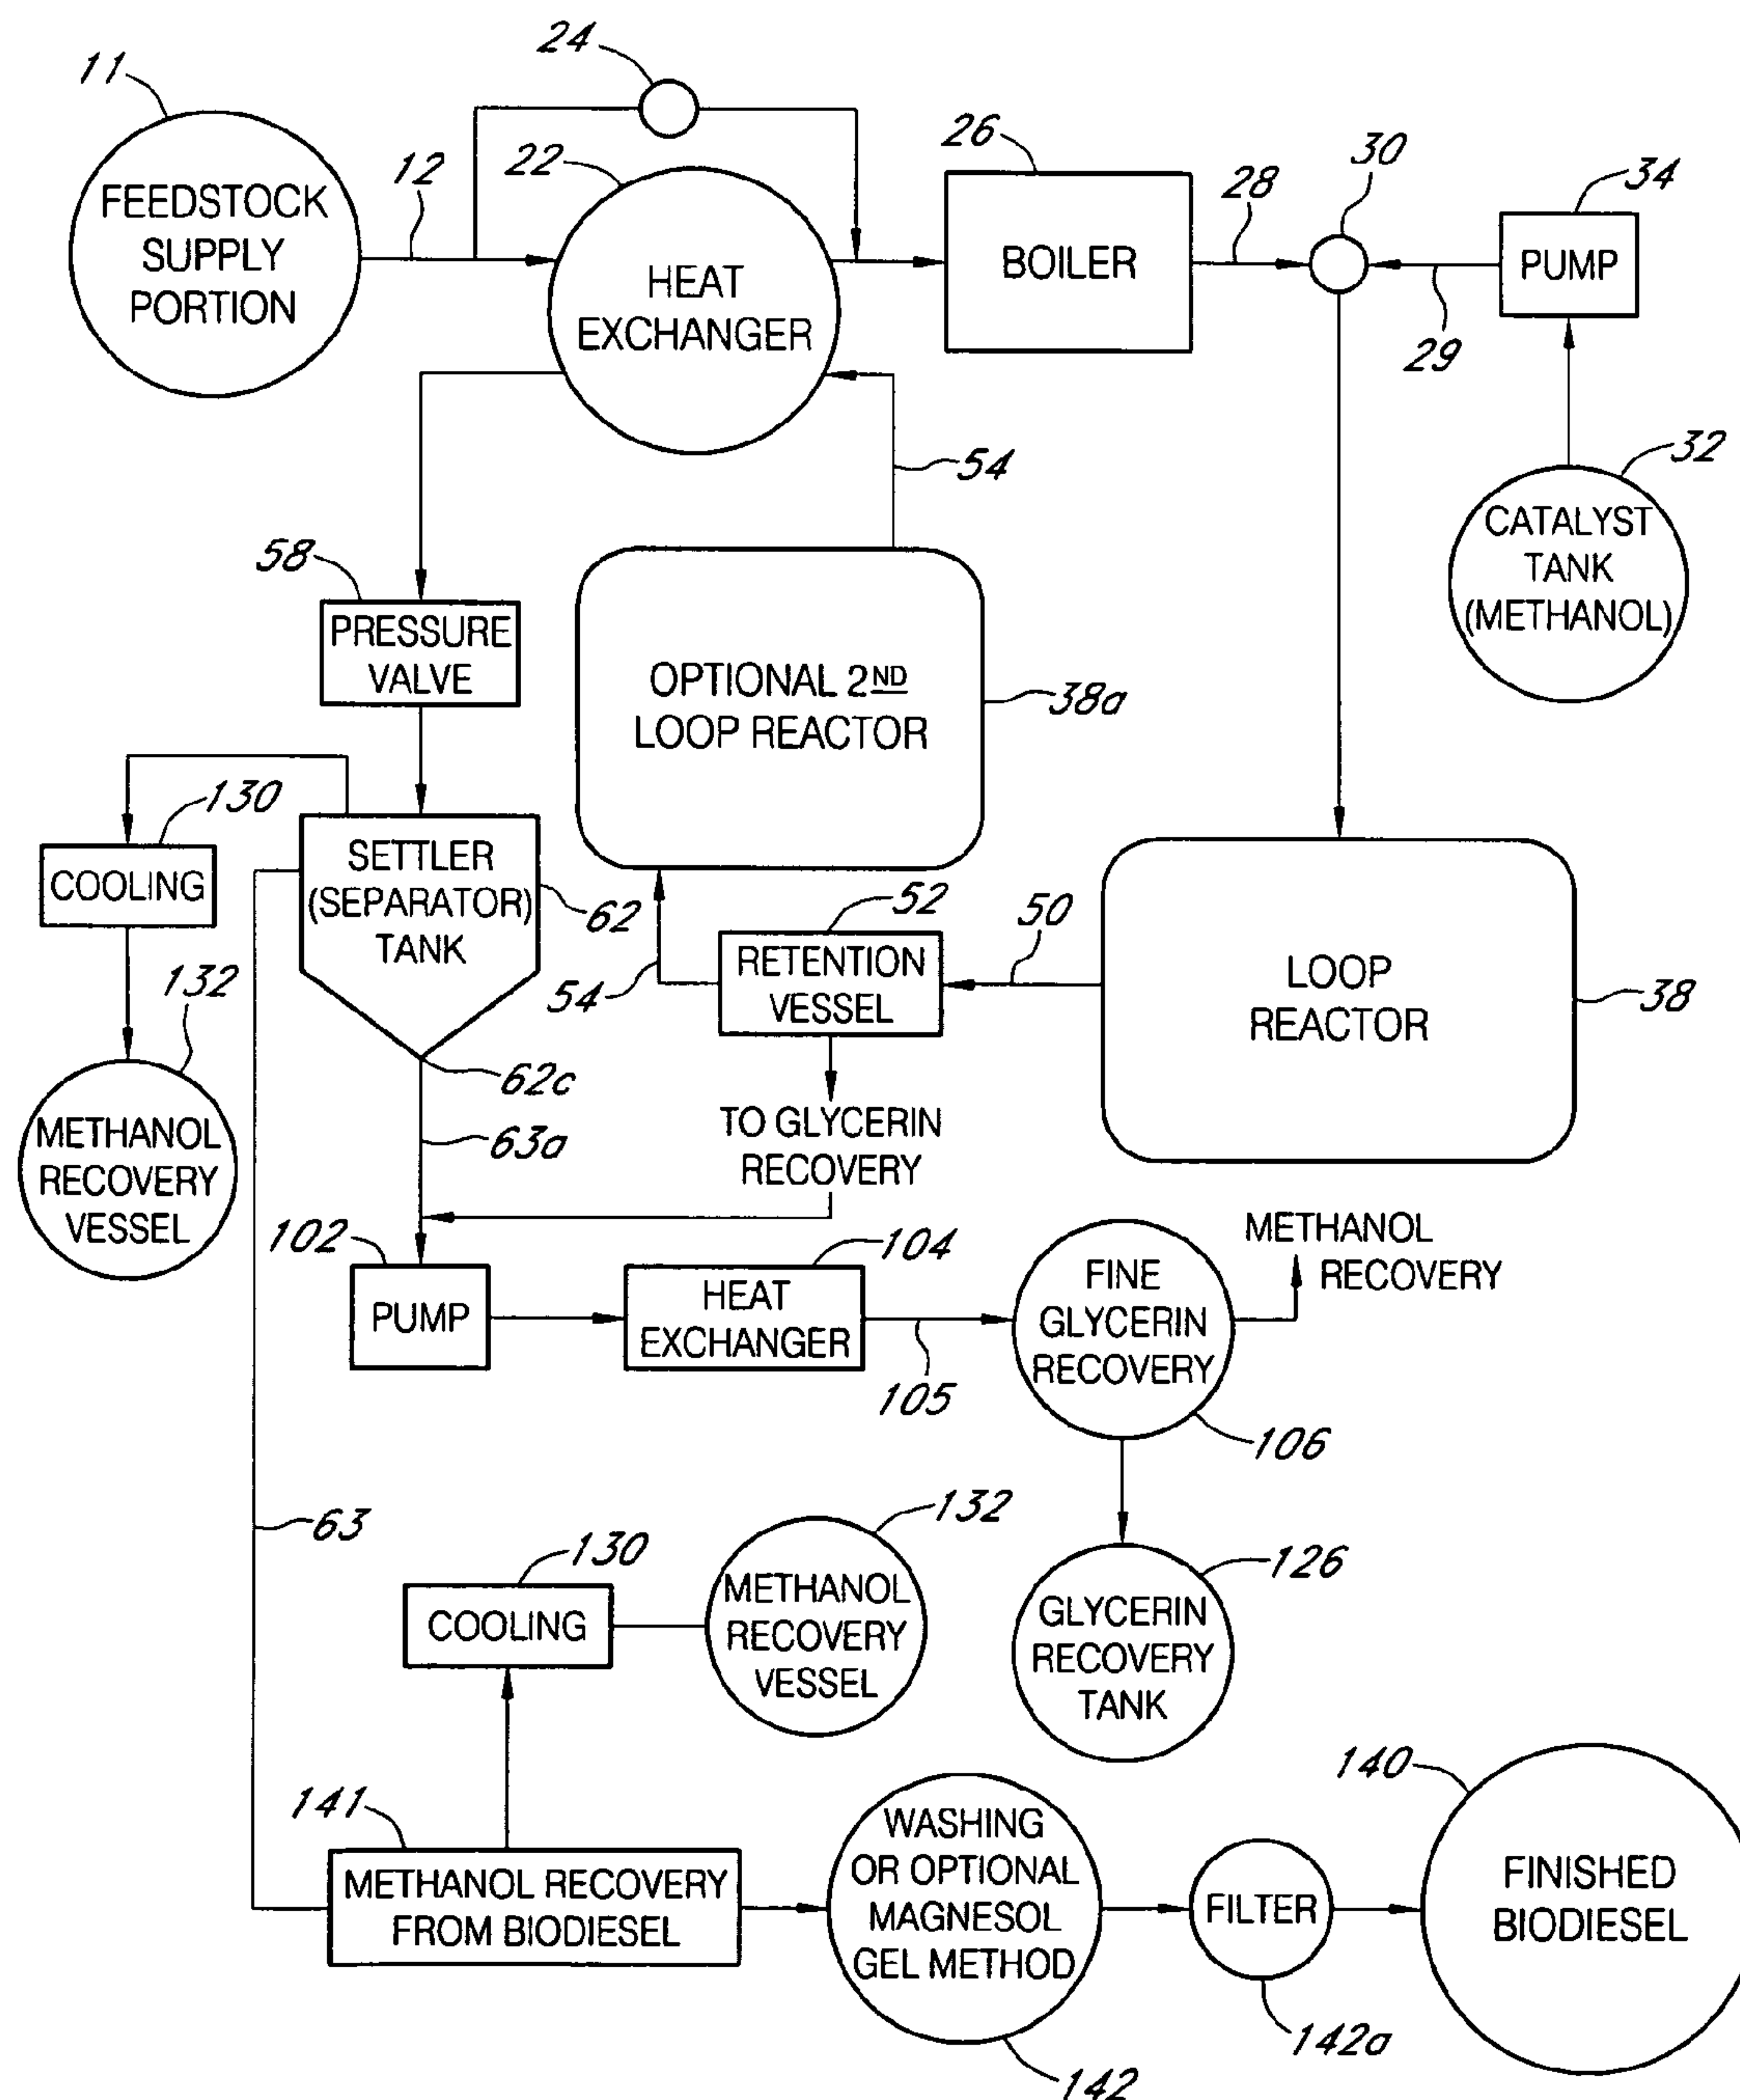 24
11
FEEDSTOCK
SUPPLY
PORTION
12
22
HEAT
EXCHANGER
26
BOILER
28
30
34
PUMP
29
32
CATALYST
TANK
(METHANOL)
54
58
PRESSURE
VALVE
OPTIONAL 2ND
LOOP REACTOR
38a
130
COOLING
SETTLER
(SEPARATOR)
TANK
62
132
METHANOL
RECOVERY
VESSEL
62c
63a
54
52
RETENTION
VESSEL
50
LOOP
REACTOR
38
TO GLYCERIN
RECOVERY
102
PUMP
104
HEAT
EXCHANGER
105
FINE
GLYCERIN
RECOVERY
106
METHANOL
RECOVERY
63
130
COOLING
132
METHANOL
RECOVERY
VESSEL
126
GLYCERIN
RECOVERY
TANK
141
METHANOL RECOVERY
FROM BIODIESEL
WASHING
OR OPTIONAL
MAGNESOL
GEL METHOD
142
FILTER
142a
140
FINISHED
BIODIESEL